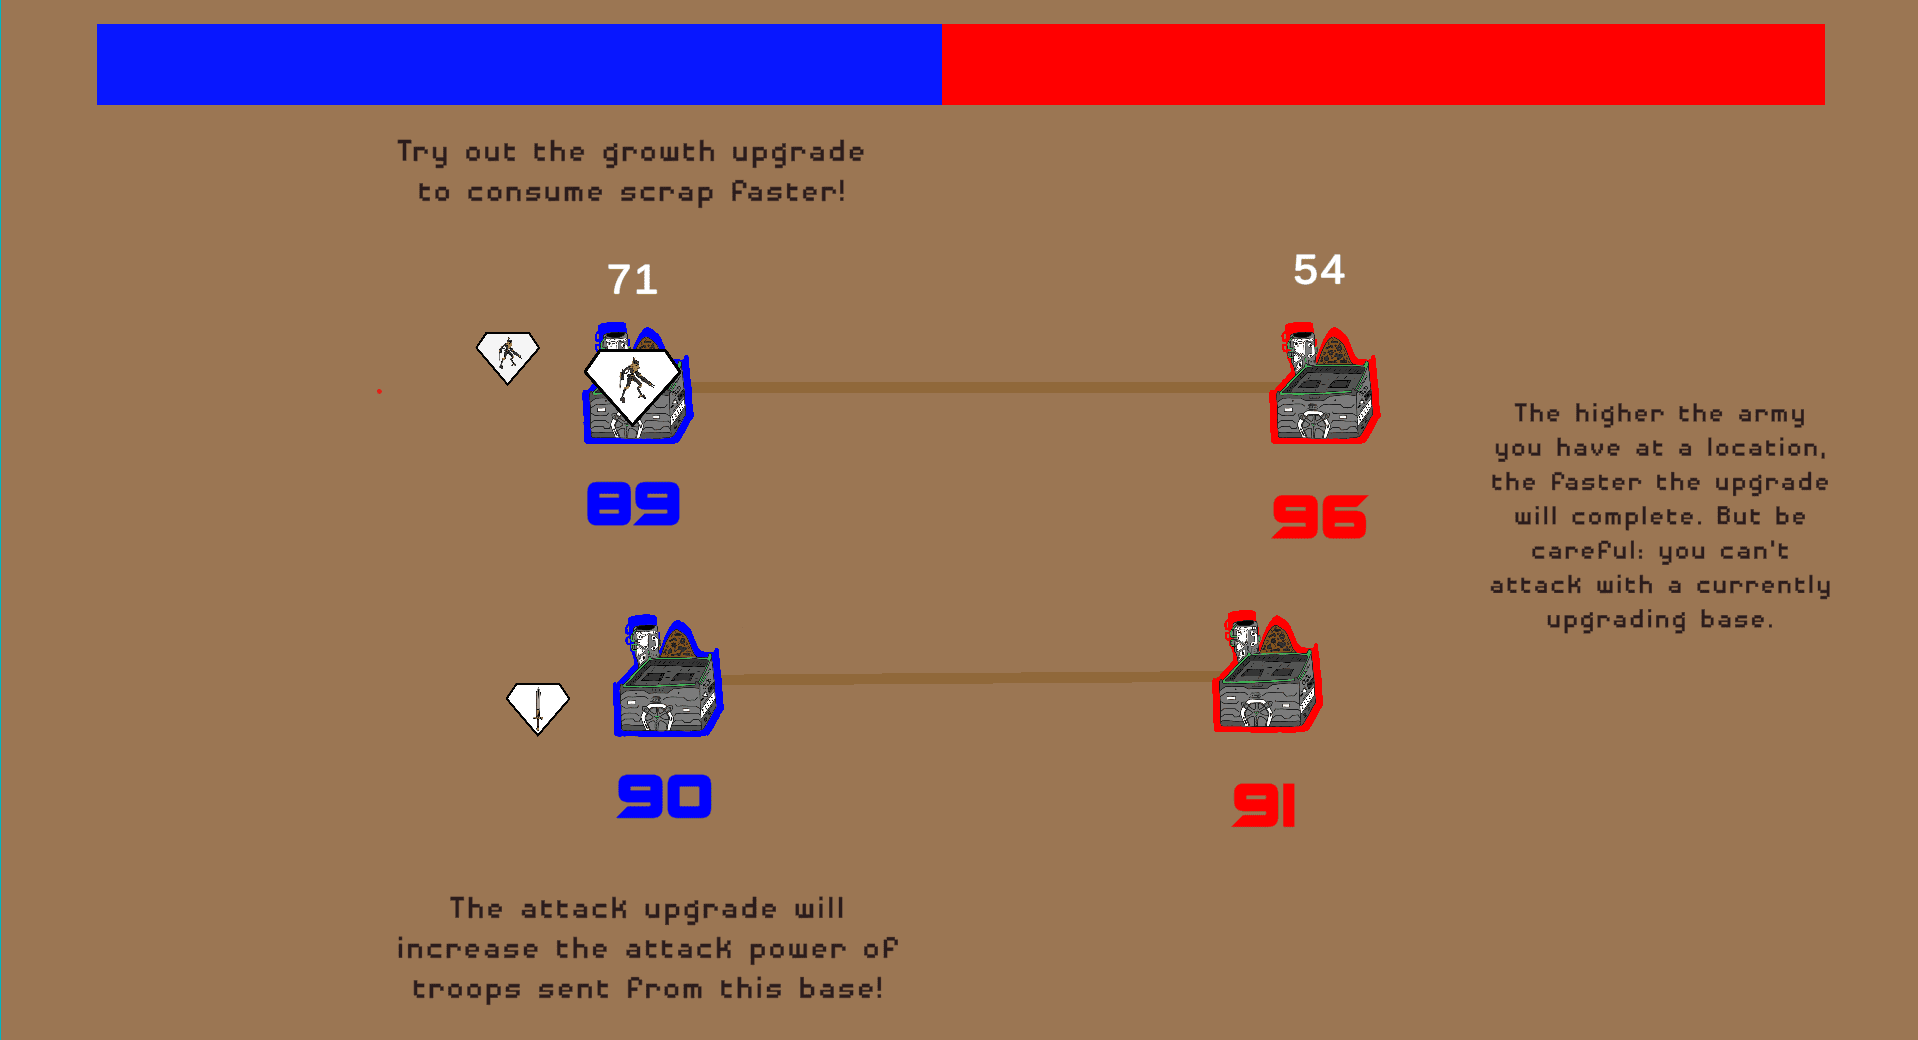 Try out the growth upgrade
to consume scrap faster!
71
54
89
96
The higher the army
you have at a location,
the faster the upgrade
will complete. But be
careful: you can't
attack with a currently
upgrading base.
90
91
The attack upgrade will
increase the attack power of
troops sent from this base!